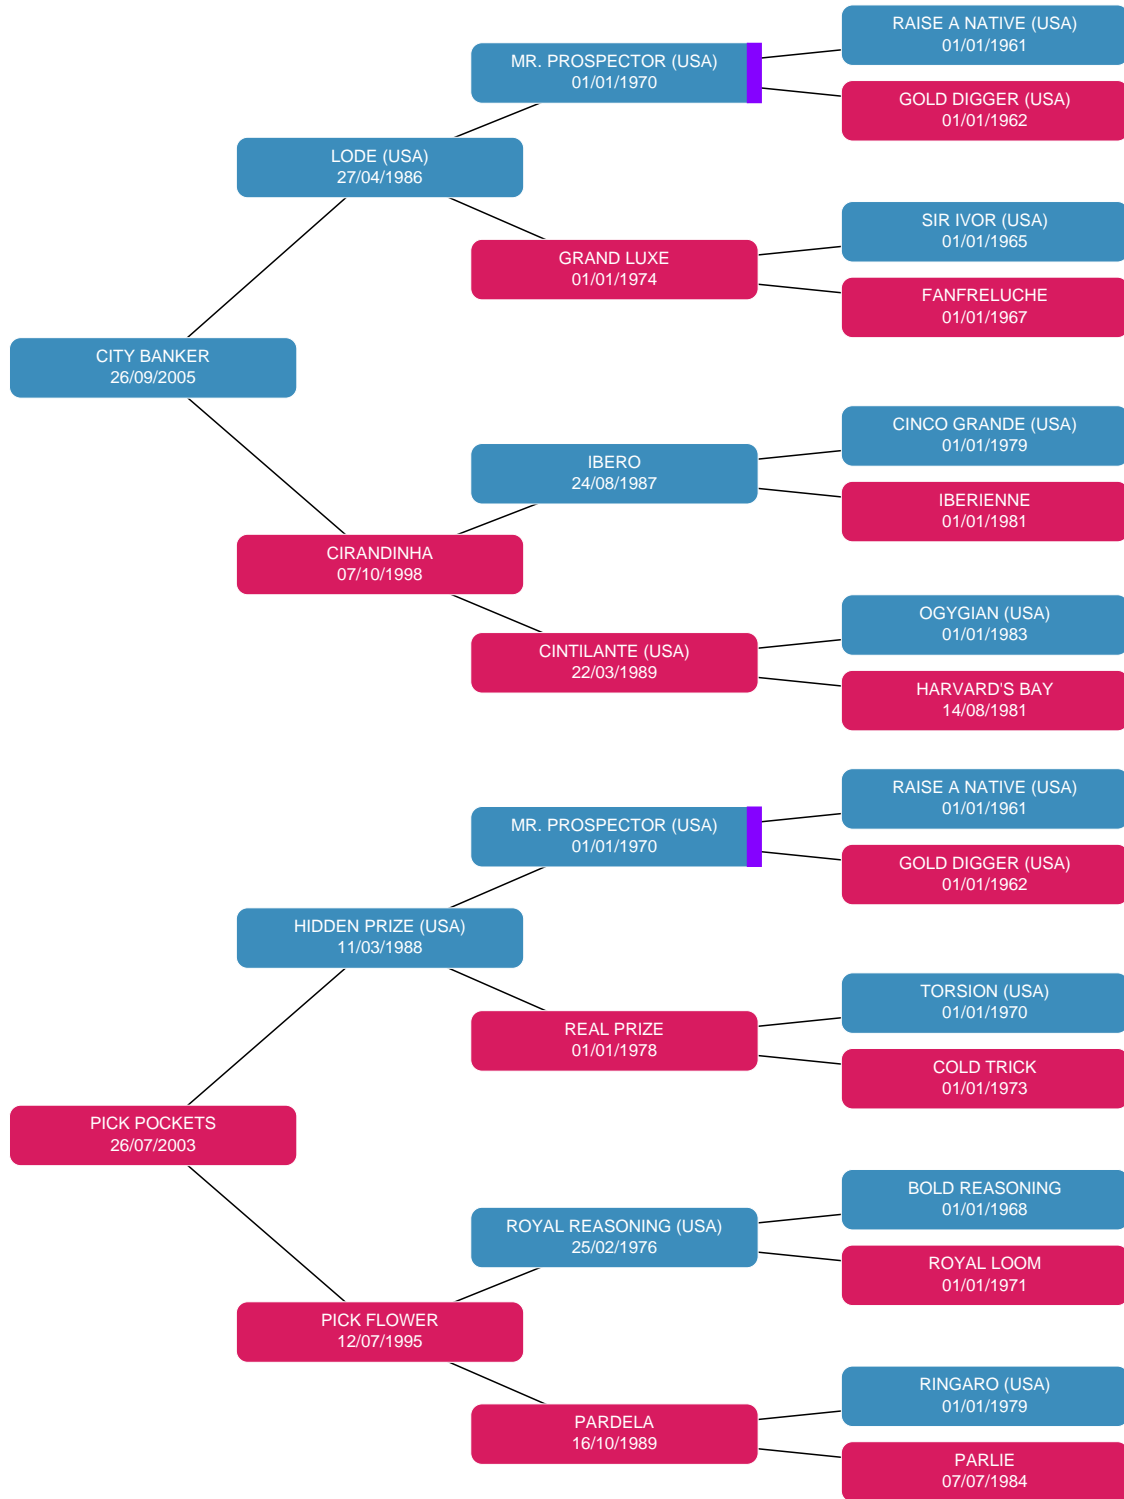 RAISE A NATIVE (USA)
01/01/1961
MR. PROSPECTOR (USA)
01/01/1970
GOLD DIGGER (USA)
01/01/1962
LODE (USA)
27/04/1986
SIR IVOR (USA)
01/01/1965
GRAND LUXE
01/01/1974
FANFRELUCHE
01/01/1967
CITY BANKER
26/09/2005
CINCO GRANDE (USA)
01/01/1979
IBERO
24/08/1987
IBERIENNE
01/01/1981
CIRANDINHA
07/10/1998
OGYGIAN (USA)
01/01/1983
CINTILANTE (USA)
22/03/1989
HARVARD'S BAY
14/08/1981
RAISE A NATIVE (USA)
01/01/1961
MR. PROSPECTOR (USA)
01/01/1970
GOLD DIGGER (USA)
01/01/1962
HIDDEN PRIZE (USA)
11/03/1988
TORSION (USA)
01/01/1970
REAL PRIZE
01/01/1978
COLD TRICK
01/01/1973
PICK POCKETS
26/07/2003
BOLD REASONING
01/01/1968
ROYAL REASONING (USA)
25/02/1976
ROYAL LOOM
01/01/1971
PICK FLOWER
12/07/1995
RINGARO (USA)
01/01/1979
PARDELA
16/10/1989
PARLIE
07/07/1984